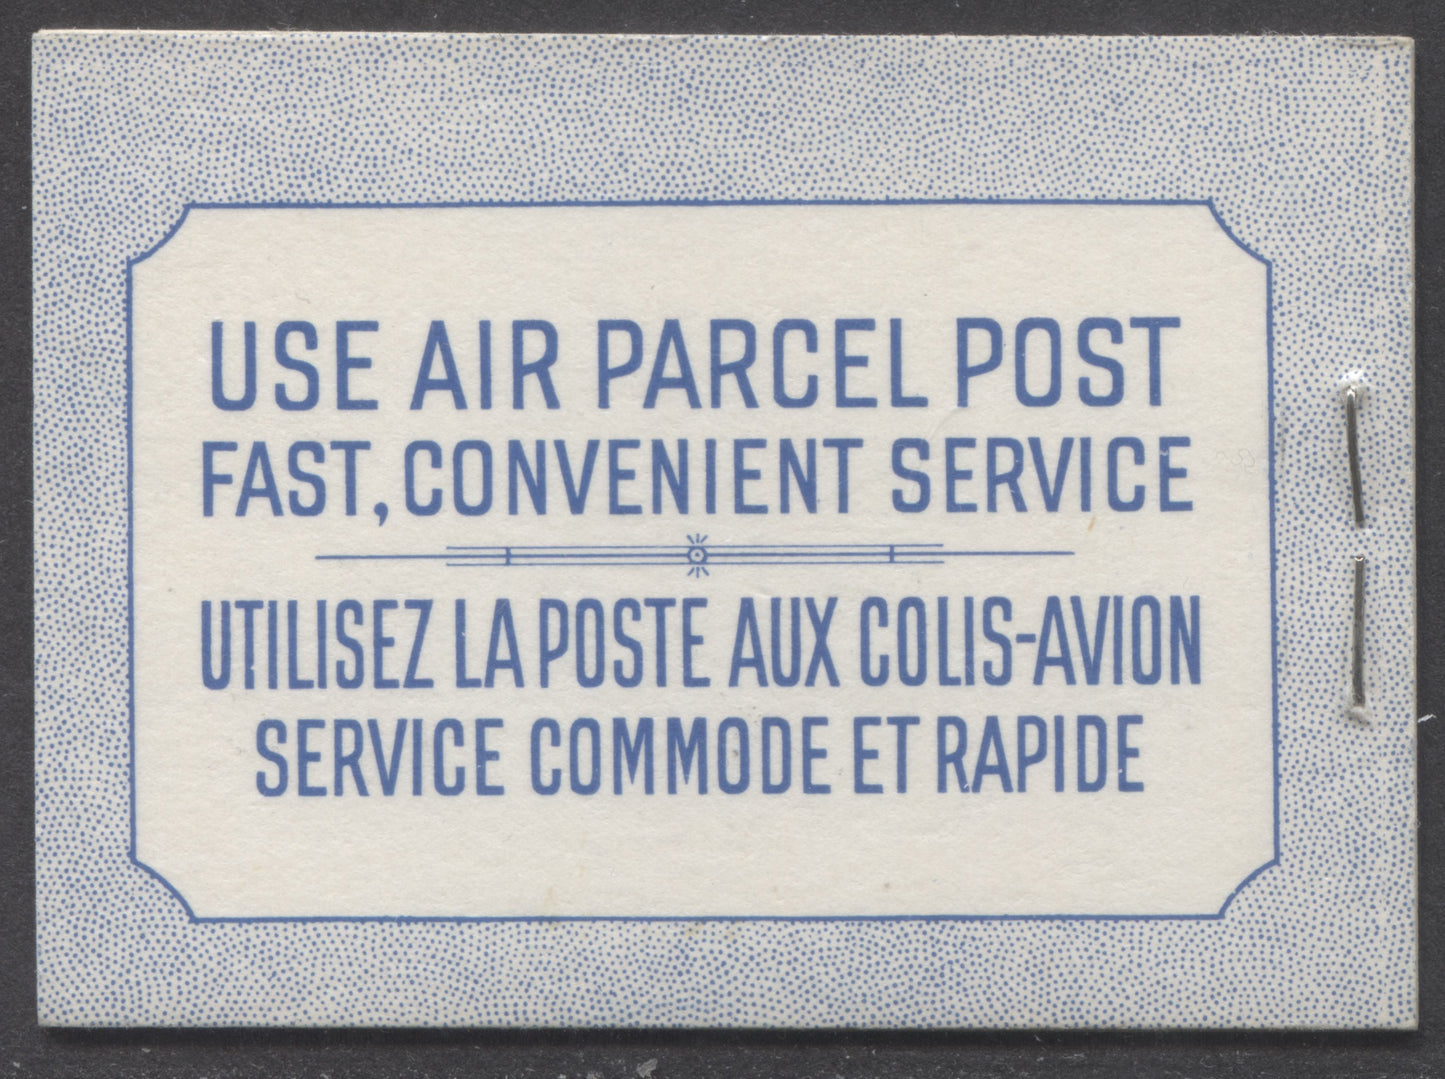 USE AIR PARCEL POST
FAST, CONVENIENT SERVICE
UTILISEZ LA POSTE AUX COLIS-AVION
SERVICE COMMODE ET RAPIDE